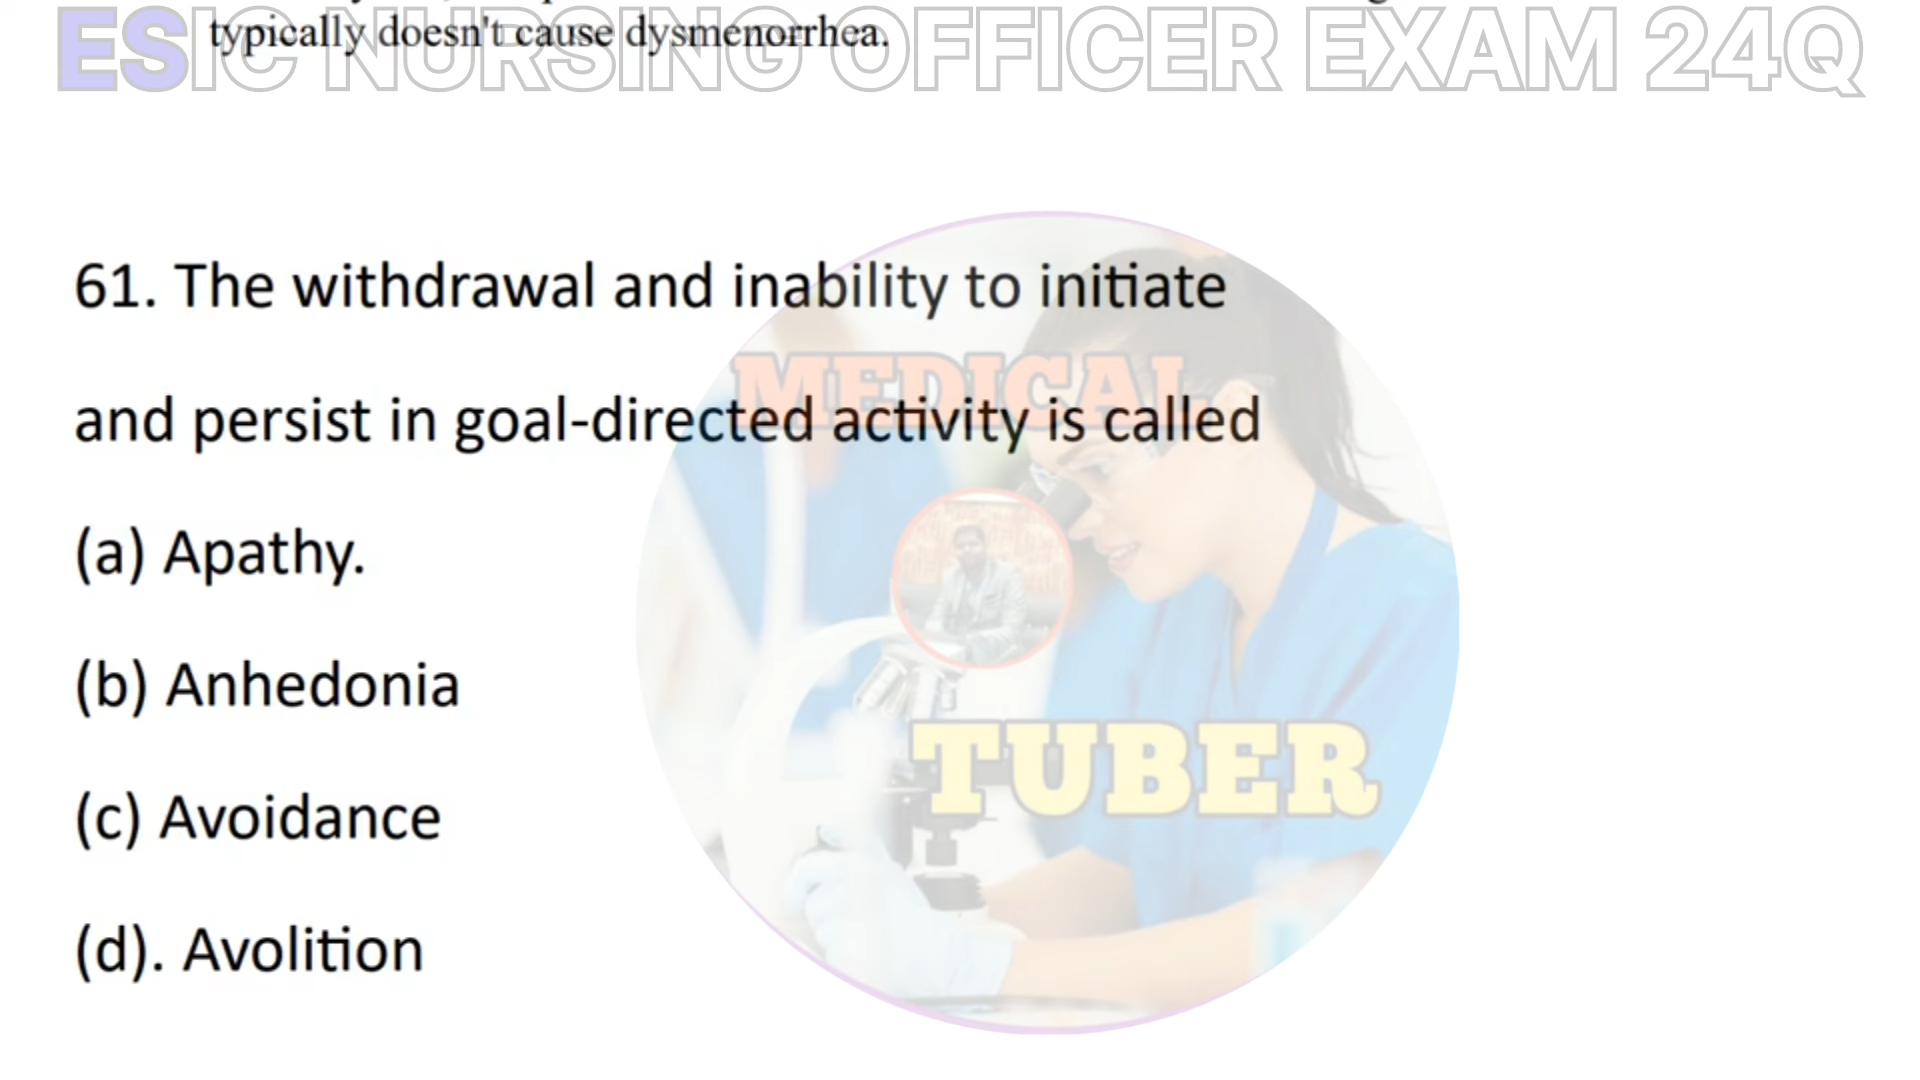 typically doesn't cause dysmenorrhea.
ESIC NURSING OFFICER EXAM 24Q
61. The withdrawal and inability to initiate
and persist in goal-directed activity is called
(a) Apathy.
(b) Anhedonia
(c) Avoidance
(d). Avolition
MEDICAL
TUBER